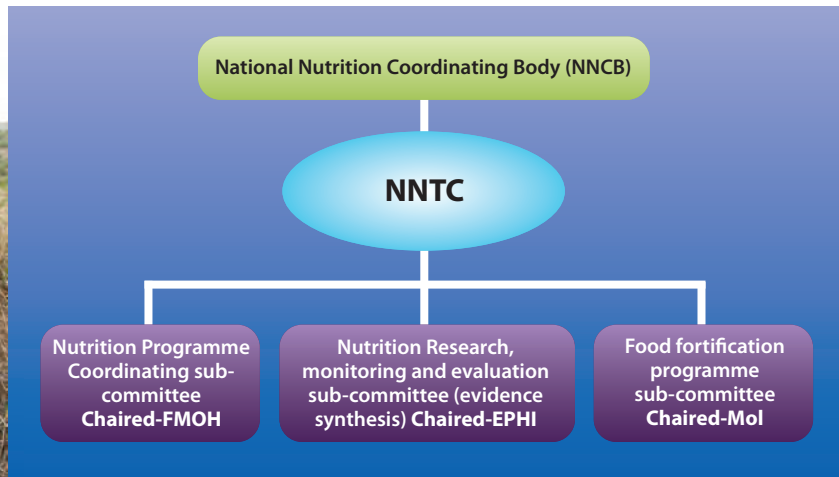 National Nutrition Coordinating Body (NNCB)
NNTC
Nutrition Programme
Coordinating sub-
committee
Chaired-FMOH
Nutrition Research,
monitoring and evaluation
sub-committee (evidence
synthesis) Chaired-EPHI
Food fortification
programme
sub-committee
Chaired-MoI